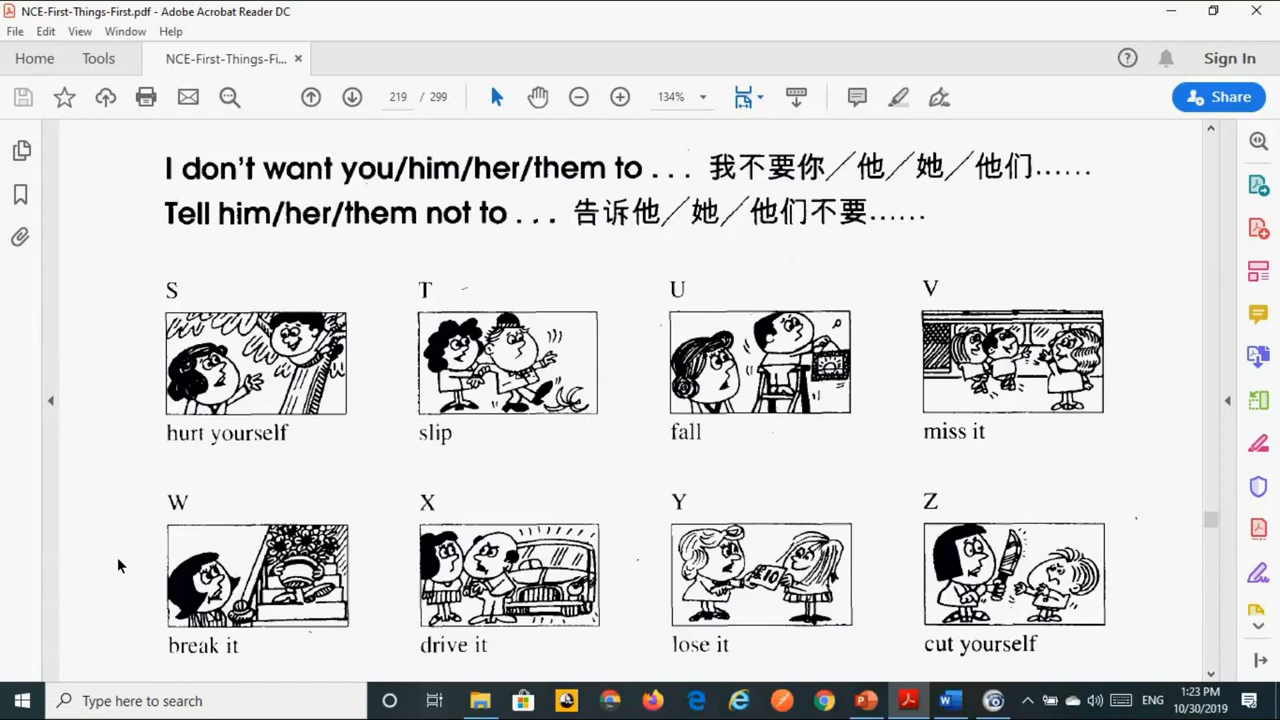 NCE-First-Things-First.pdf - Adobe Acrobat Reader DC
File Edit View Window Help
Home Tools NCE-First-Things-Fi... Sign In
219 / 299 134% Share
I don't want you/him/her/them to . . . 我不要你／他／她／他们……
Tell him/her/them not to . . . 告诉他／她／他们不要……
S T U V
hurt yourself slip fall miss it
W X Y Z
10
break it drive it lose it cut yourself
Type here to search ENG 1:23 PM
10/30/2019